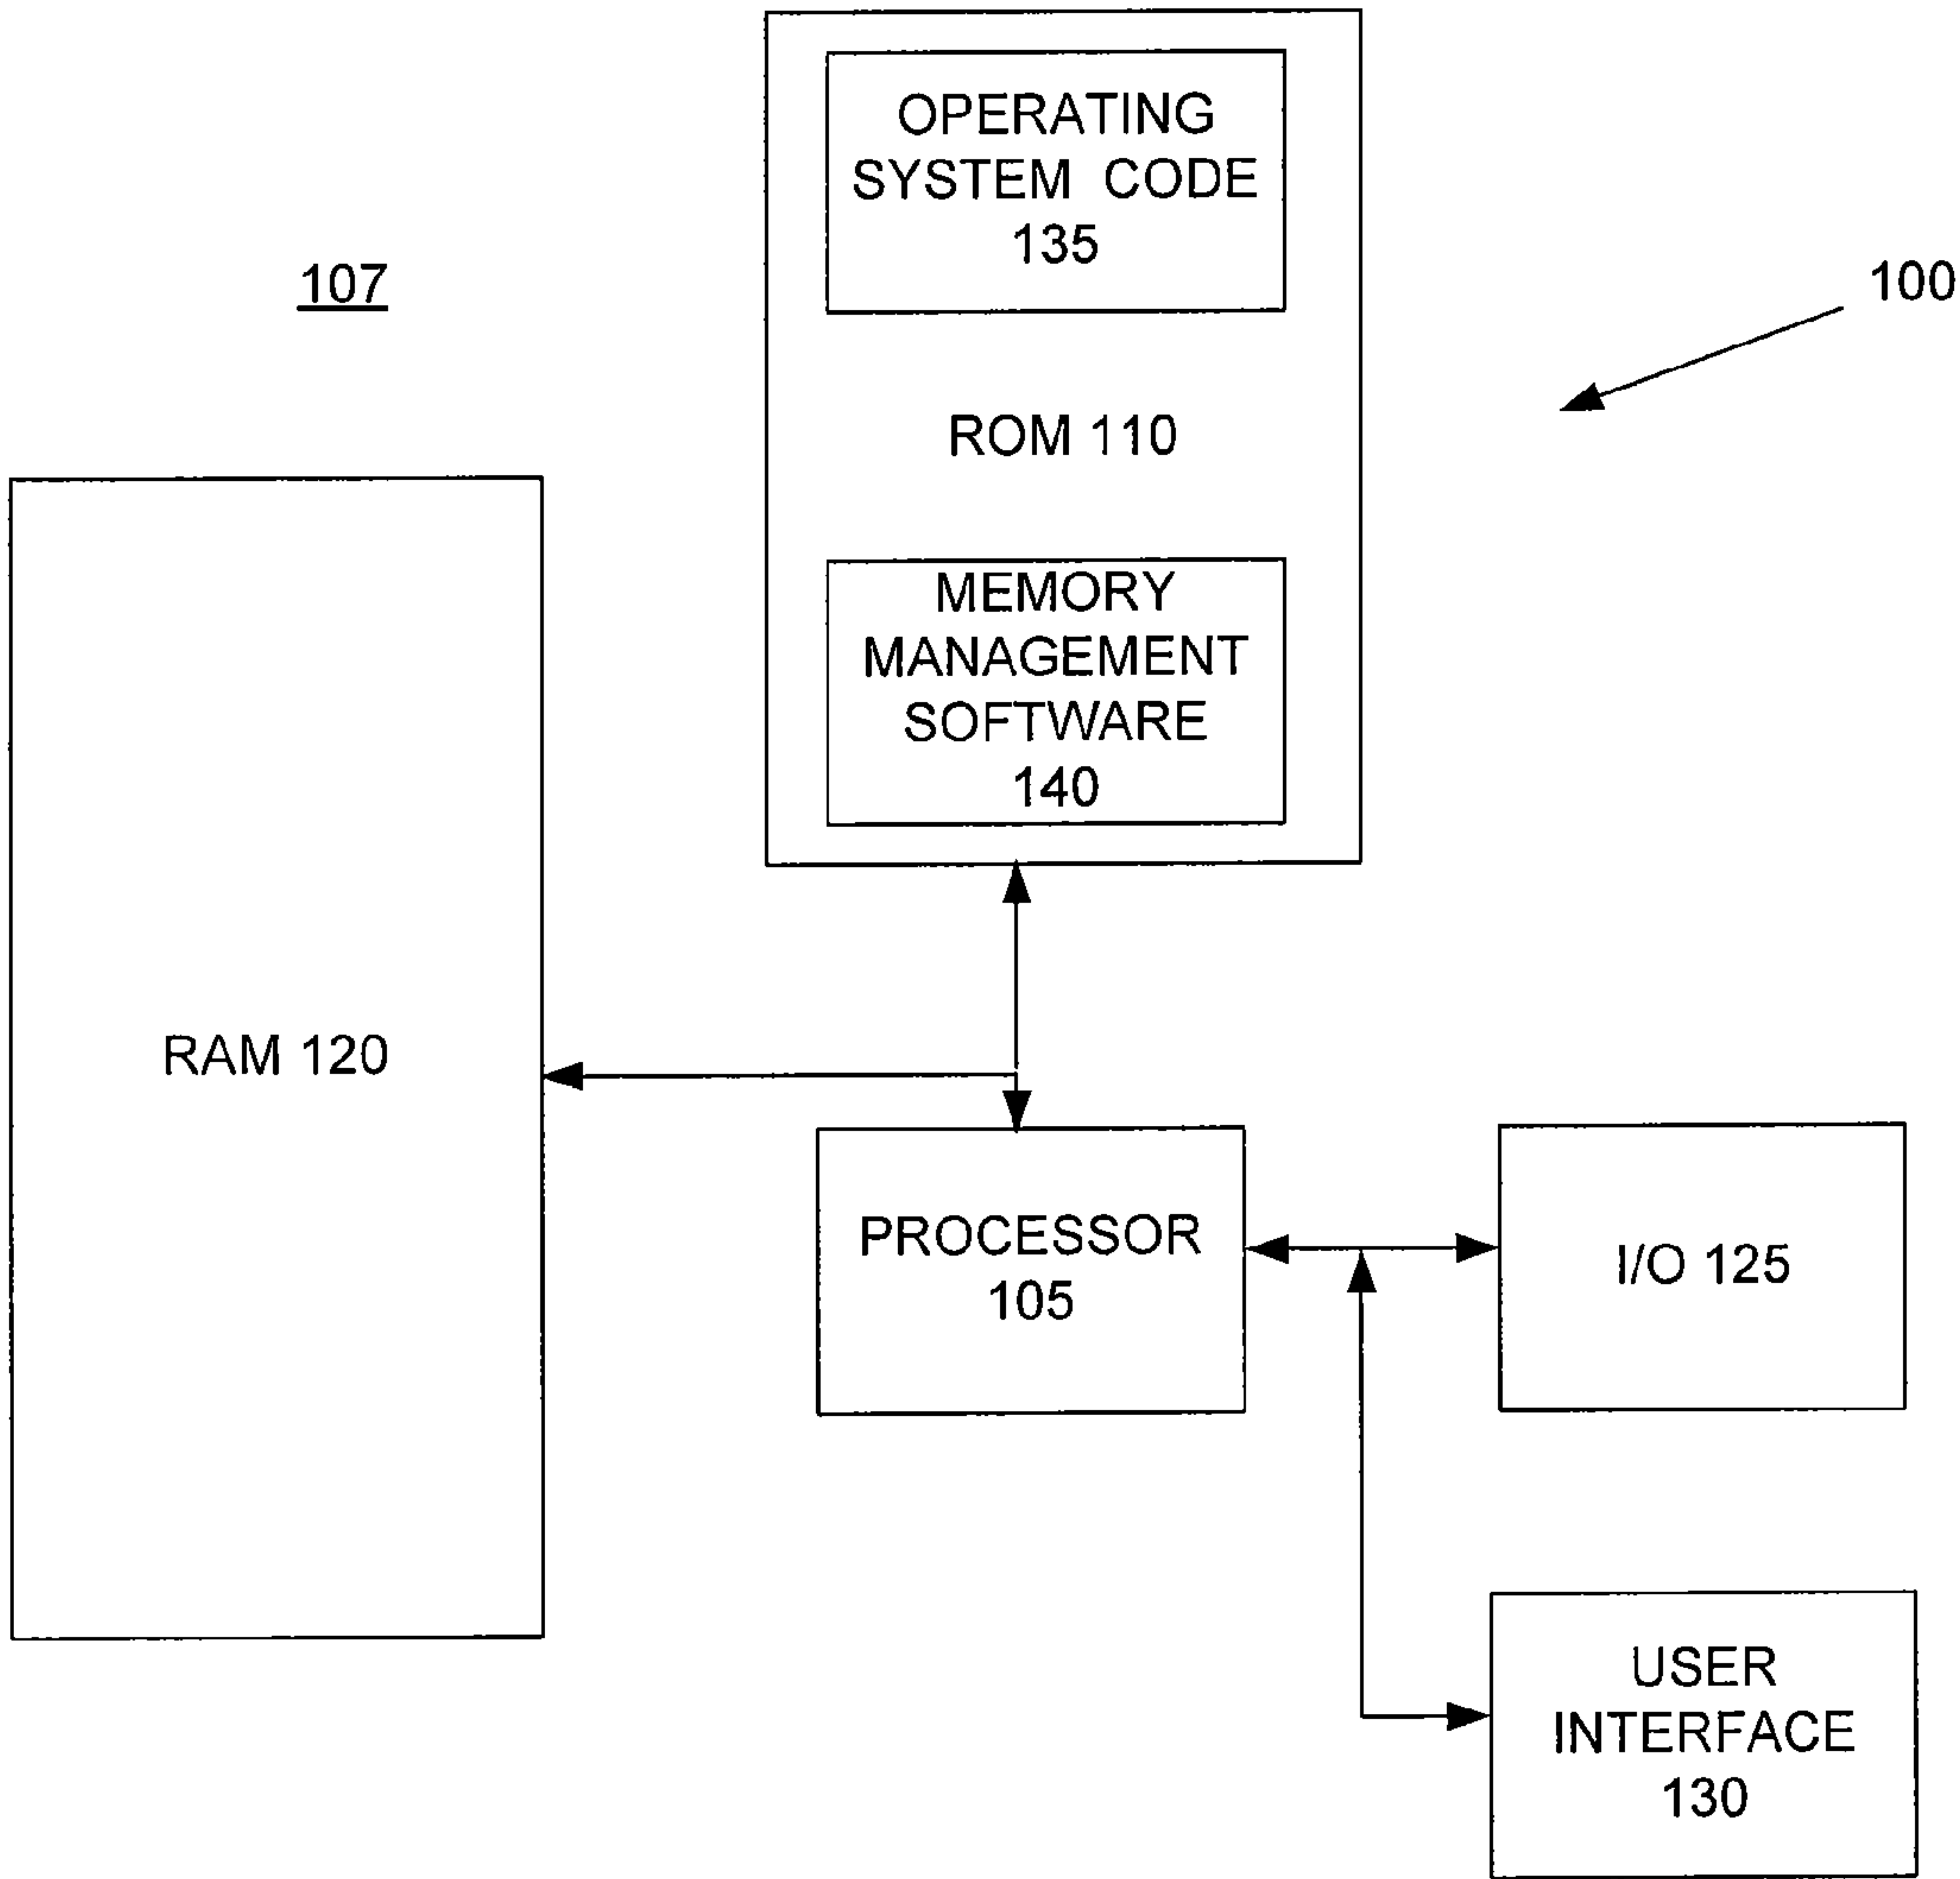 OPERATING
SYSTEM CODE
135
107
100
ROM 110
MEMORY
MANAGEMENT
SOFTWARE
140
RAM 120
PROCESSOR
105
I/O 125
USER
INTERFACE
130